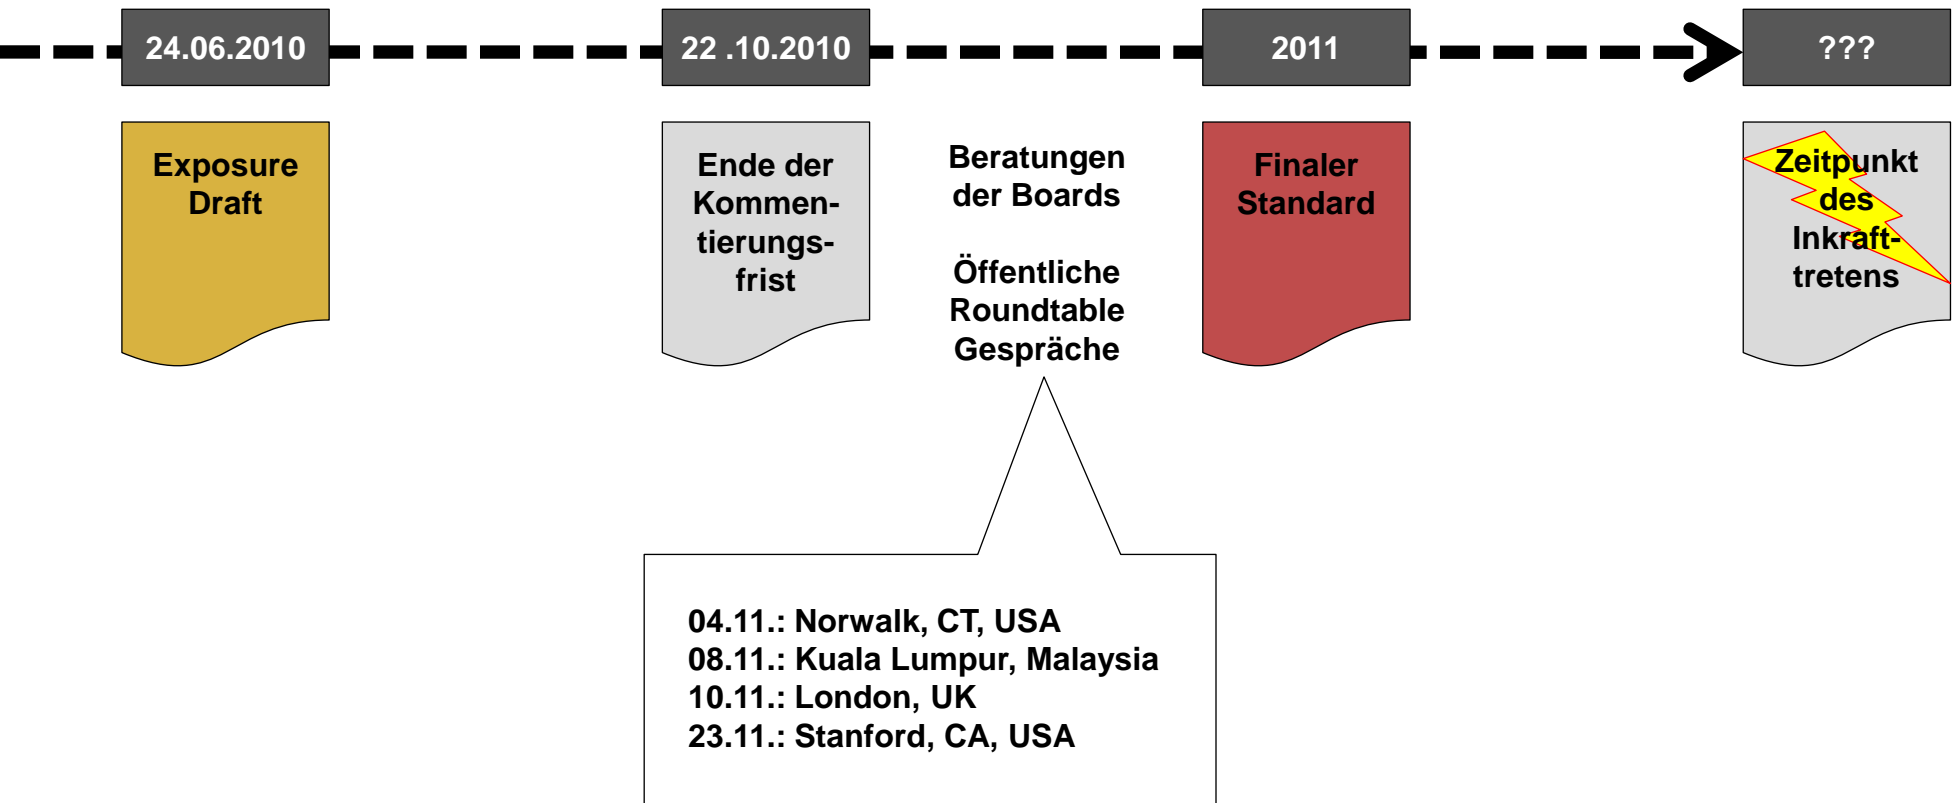 24.06.2010
22 .10.2010
2011
???
Exposure
Draft
Ende der
Kommen-
tierungs-
frist
Beratungen
der Boards
Öffentliche
Roundtable
Gespräche
Finaler
Standard
Zeitpunkt
des
Inkraft-
tretens
04.11.: Norwalk, CT, USA
08.11.: Kuala Lumpur, Malaysia
10.11.: London, UK
23.11.: Stanford, CA, USA